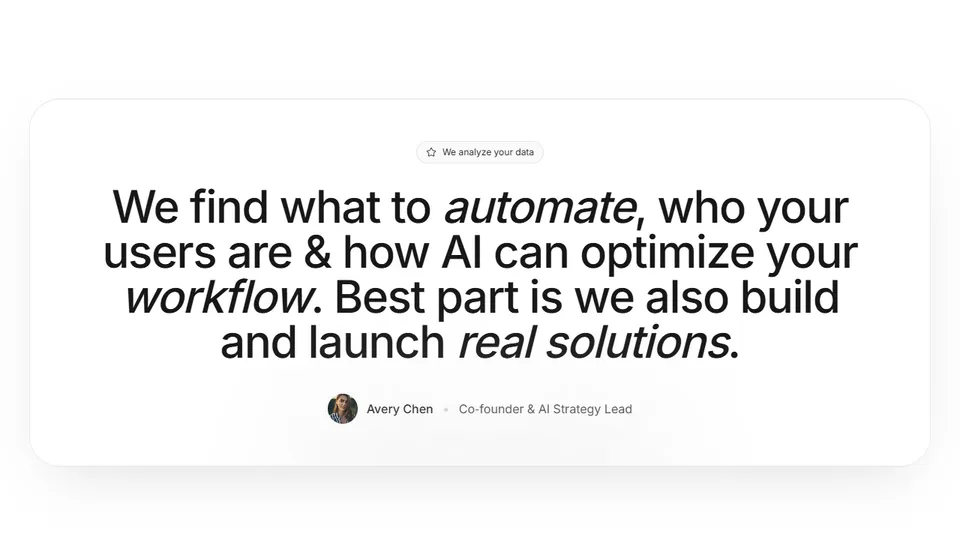 We analyze your data
We find what to automate, who your
users are & how AI can optimize your
workflow. Best part is we also build
and launch real solutions.
Avery Chen • Co-founder & AI Strategy Lead